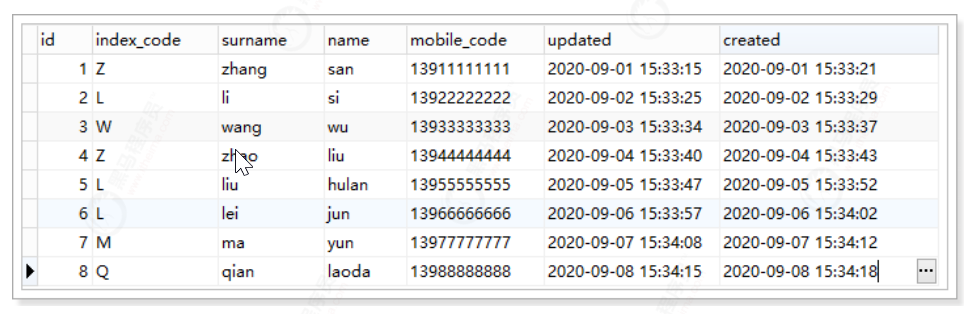 id index_code surname name mobile_code updated created
1 Z zhang san 13911111111 2020-09-01 15:33:15 2020-09-01 15:33:21
2 L li si 13922222222 2020-09-02 15:33:25 2020-09-02 15:33:29
3 W wang wu 13933333333 2020-09-03 15:33:34 2020-09-03 15:33:37
4 Z zhao liu 13944444444 2020-09-04 15:33:40 2020-09-04 15:33:43
5 L liu hulan 13955555555 2020-09-05 15:33:47 2020-09-05 15:33:52
6 L lei jun 13966666666 2020-09-06 15:33:57 2020-09-06 15:34:02
7 M ma yun 13977777777 2020-09-07 15:34:08 2020-09-07 15:34:12
8 Q qian laoda 13988888888 2020-09-08 15:34:15 2020-09-08 15:34:18